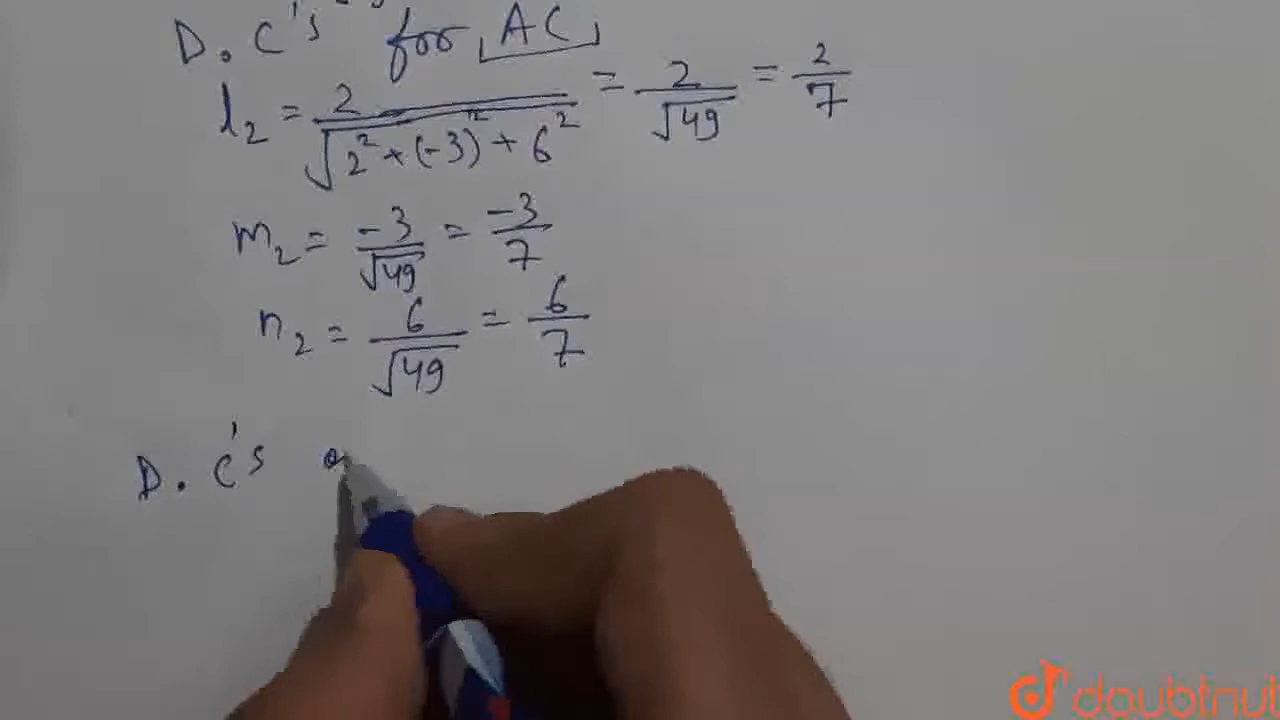 D. C's for AC
l₂ = 2/√(2² + (-3)² + 6²) = 2/√49 = 2/7
m₂ = -3/√49 = -3/7
n₂ = 6/√49 = 6/7
D. C's
doubtnut